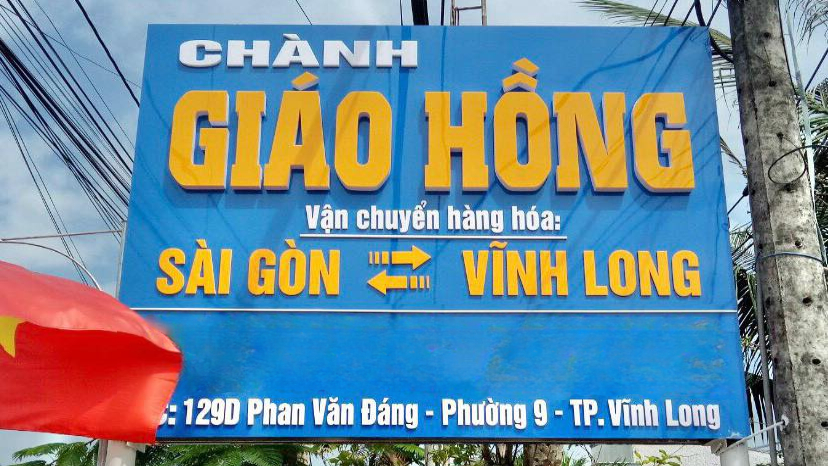 CHÀNH
GIÁO HỒNG
Vận chuyển hàng hóa:
SÀI GÒN VĨNH LONG
: 129D Phan Văn Đáng - Phường 9 - TP. Vĩnh Long